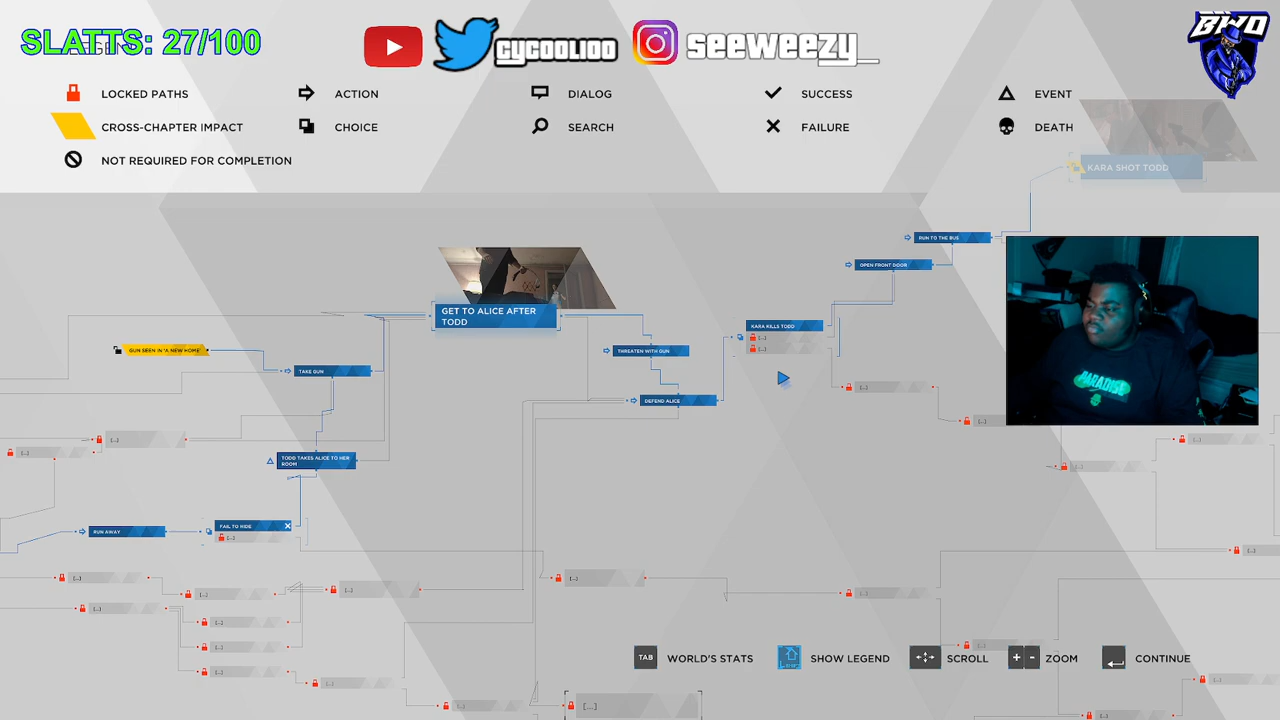 SLATTS: 27/100
CYCOOL100
SEEWEEZY_
BWO
LOCKED PATHS
ACTION
DIALOG
SUCCESS
EVENT
CROSS-CHAPTER IMPACT
CHOICE
SEARCH
FAILURE
DEATH
NOT REQUIRED FOR COMPLETION
KARA SHOT TODD
RUN TO THE BUS
OPEN FRONT DOOR
GET TO ALICE AFTER
TODD
KARA KILLS TODD
[...]
[...]
GUN SEEN IN 'A NEW HOME'
THREATEN WITH GUN
TAKE GUN
[...]
DEFEND ALICE
PARADISE
[...]
[...]
[...]
[...]
TODD TAKES ALICE TO HER
ROOM
[...]
RUN AWAY
FAIL TO HIDE
[...]
[...]
[...]
[...]
[...]
[...]
[...]
[...]
[...]
[...]
[...]
[...]
[...]
TAB
WORLD'S STATS
SHOW LEGEND
SCROLL
+ -
ZOOM
CONTINUE
[...]
[...]
[...]
[...]
[...]
[...]